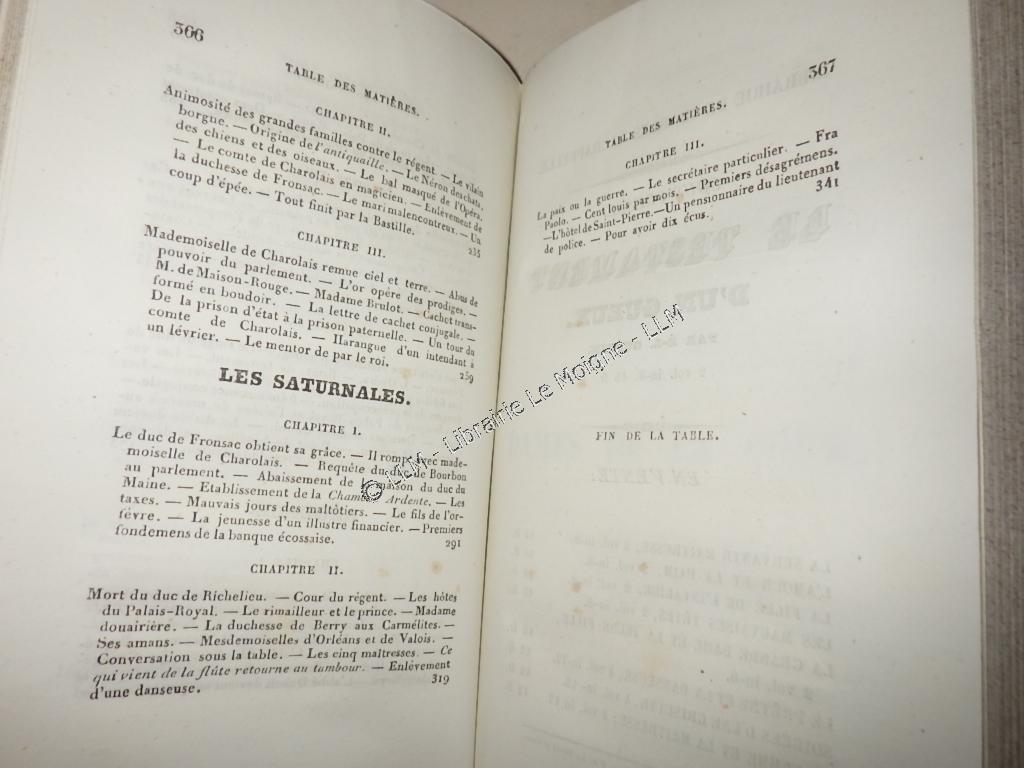 366
TABLE DES MATIÈRES.
CHAPITRE II.
Animosité des grandes familles contre le régent. — Le vilain
borgne. — Origine de l'antiquaille. — Le Néron des chats,
des chiens et des oiseaux. — Le bal masqué de l'Opéra.
— Le comte de Charolais en magicien. — Enlèvement de
la duchesse de Fronsac. — Le mari malencontreux. — Un
coup d'épée. — Tout finit par la Bastille. 235
CHAPITRE III.
Mademoiselle de Charolais remue ciel et terre. — Abus de
pouvoir du parlement. — L'or opère des prodiges. —
M. de Maison-Rouge. — Madame Brulot. — Cachet trans-
formé en boudoir. — La lettre de cachet conjugale. —
De la prison d'état à la prison paternelle. — Un tour du
comte de Charolais. — Harangue d'un intendant à
un lévrier. — Le mentor de par le roi. 259
LES SATURNALES.
CHAPITRE I.
Le duc de Fronsac obtient sa grâce. — Il rompt avec made-
moiselle de Charolais. — Requête du duc de Bourbon
au parlement. — Abaissement de la maison du duc du
Maine. — Etablissement de la Chambre Ardente. — Les
taxes. — Mauvais jours des maltôtiers. — Le fils de l'or-
févre. — La jeunesse d'un illustre financier. — Premiers
fondemens de la banque écossaise. 291
CHAPITRE II.
Mort du duc de Richelieu. — Cour du régent. — Les hôtes
du Palais-Royal. — Le rimailleur et le prince. — Madame
douairière. — La duchesse de Berry aux Carmélites. —
Ses amans. — Mesdemoiselles d'Orléans et de Valois. —
Conversation sous la table. — Les cinq maîtresses. — Ce
qui vient de la flûte retourne au tambour. — Enlèvement
d'une danseuse. 319
367
TABLE DES MATIÈRES.
CHAPITRE III.
La paix ou la guerre. — Le secrétaire particulier. — Fra
Paolo. — Cent louis par mois. — Premiers désagrémens.
— L'hôtel de Saint-Pierre. — Un pensionnaire du lieutenant
de police. — Pour avoir dix écus. 341
FIN DE LA TABLE.
© LLM - Librairie Le Moigne - LLM